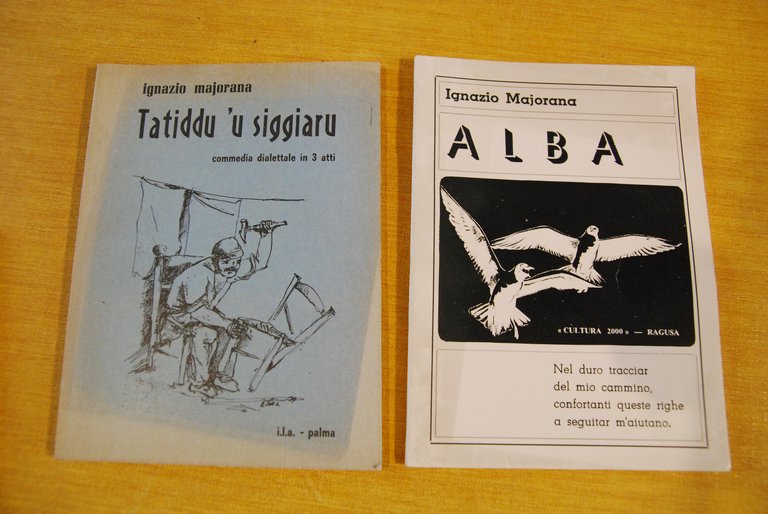 ignazio majorana
Tatiddu 'u siggiaru
commedia dialettale in 3 atti
i.l.a. - palma
Ignazio Majorana
ALBA
« CULTURA 2000 » — RAGUSA
Nel duro tracciar
del mio cammino,
confortanti queste righe
a seguitar m'aiutano.